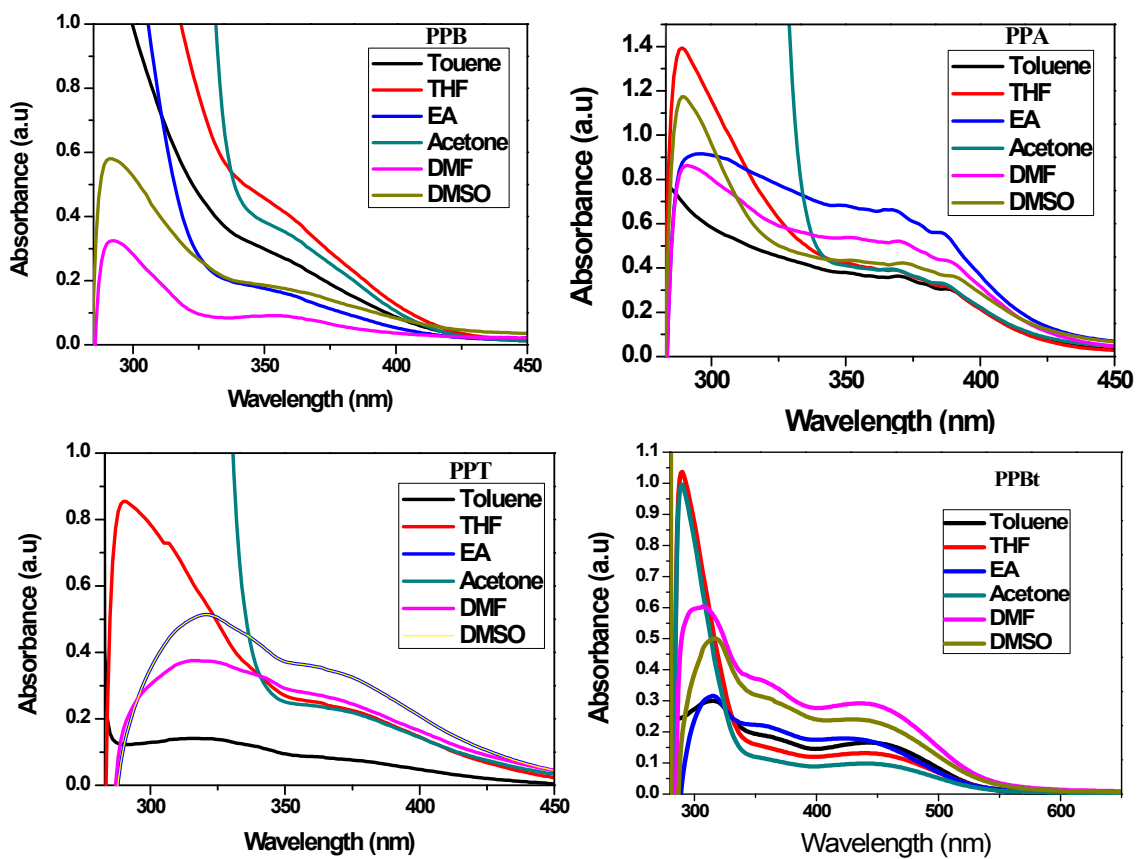 PPB
Touene
THF
EA
Acetone
DMF
DMSO
1.0
0.8
0.6
0.4
0.2
0.0
300
350
400
450
Absorbance (a.u)
Wavelength (nm)
PPA
Toluene
THF
EA
Acetone
DMF
DMSO
1.4
1.2
1.0
0.8
0.6
0.4
0.2
0.0
300
350
400
450
Absorbance (a.u)
Wavelength (nm)
PPT
Toluene
THF
EA
Acetone
DMF
DMSO
1.0
0.8
0.6
0.4
0.2
0.0
300
350
400
450
Absorbance (a.u)
Wavelength (nm)
PPBt
Toluene
THF
EA
Acetone
DMF
DMSO
1.1
1.0
0.9
0.8
0.7
0.6
0.5
0.4
0.3
0.2
0.1
0.0
300
400
500
600
Absorbance (a.u)
Wavelength (nm)